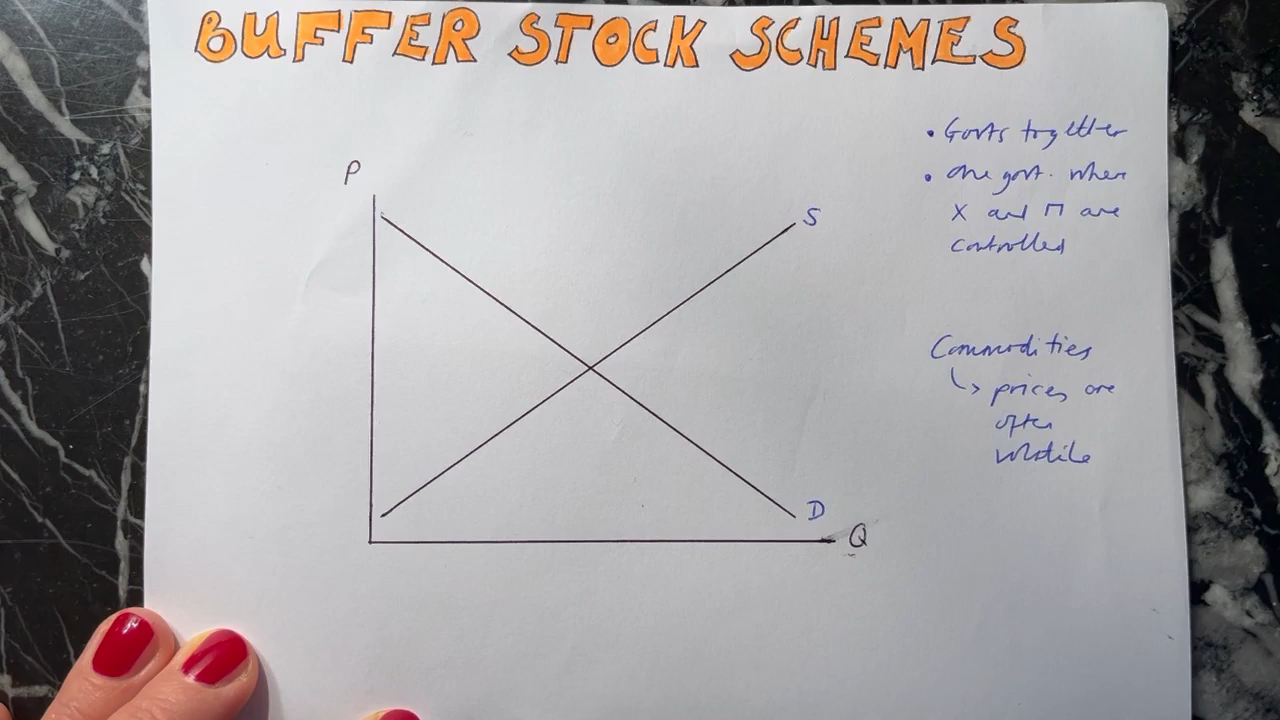 BUFFER STOCK SCHEMES
P
S
D
Q
• Govts together
• one govt. when
X and M are
controlled
Commodities
↳ prices are
often
volatile